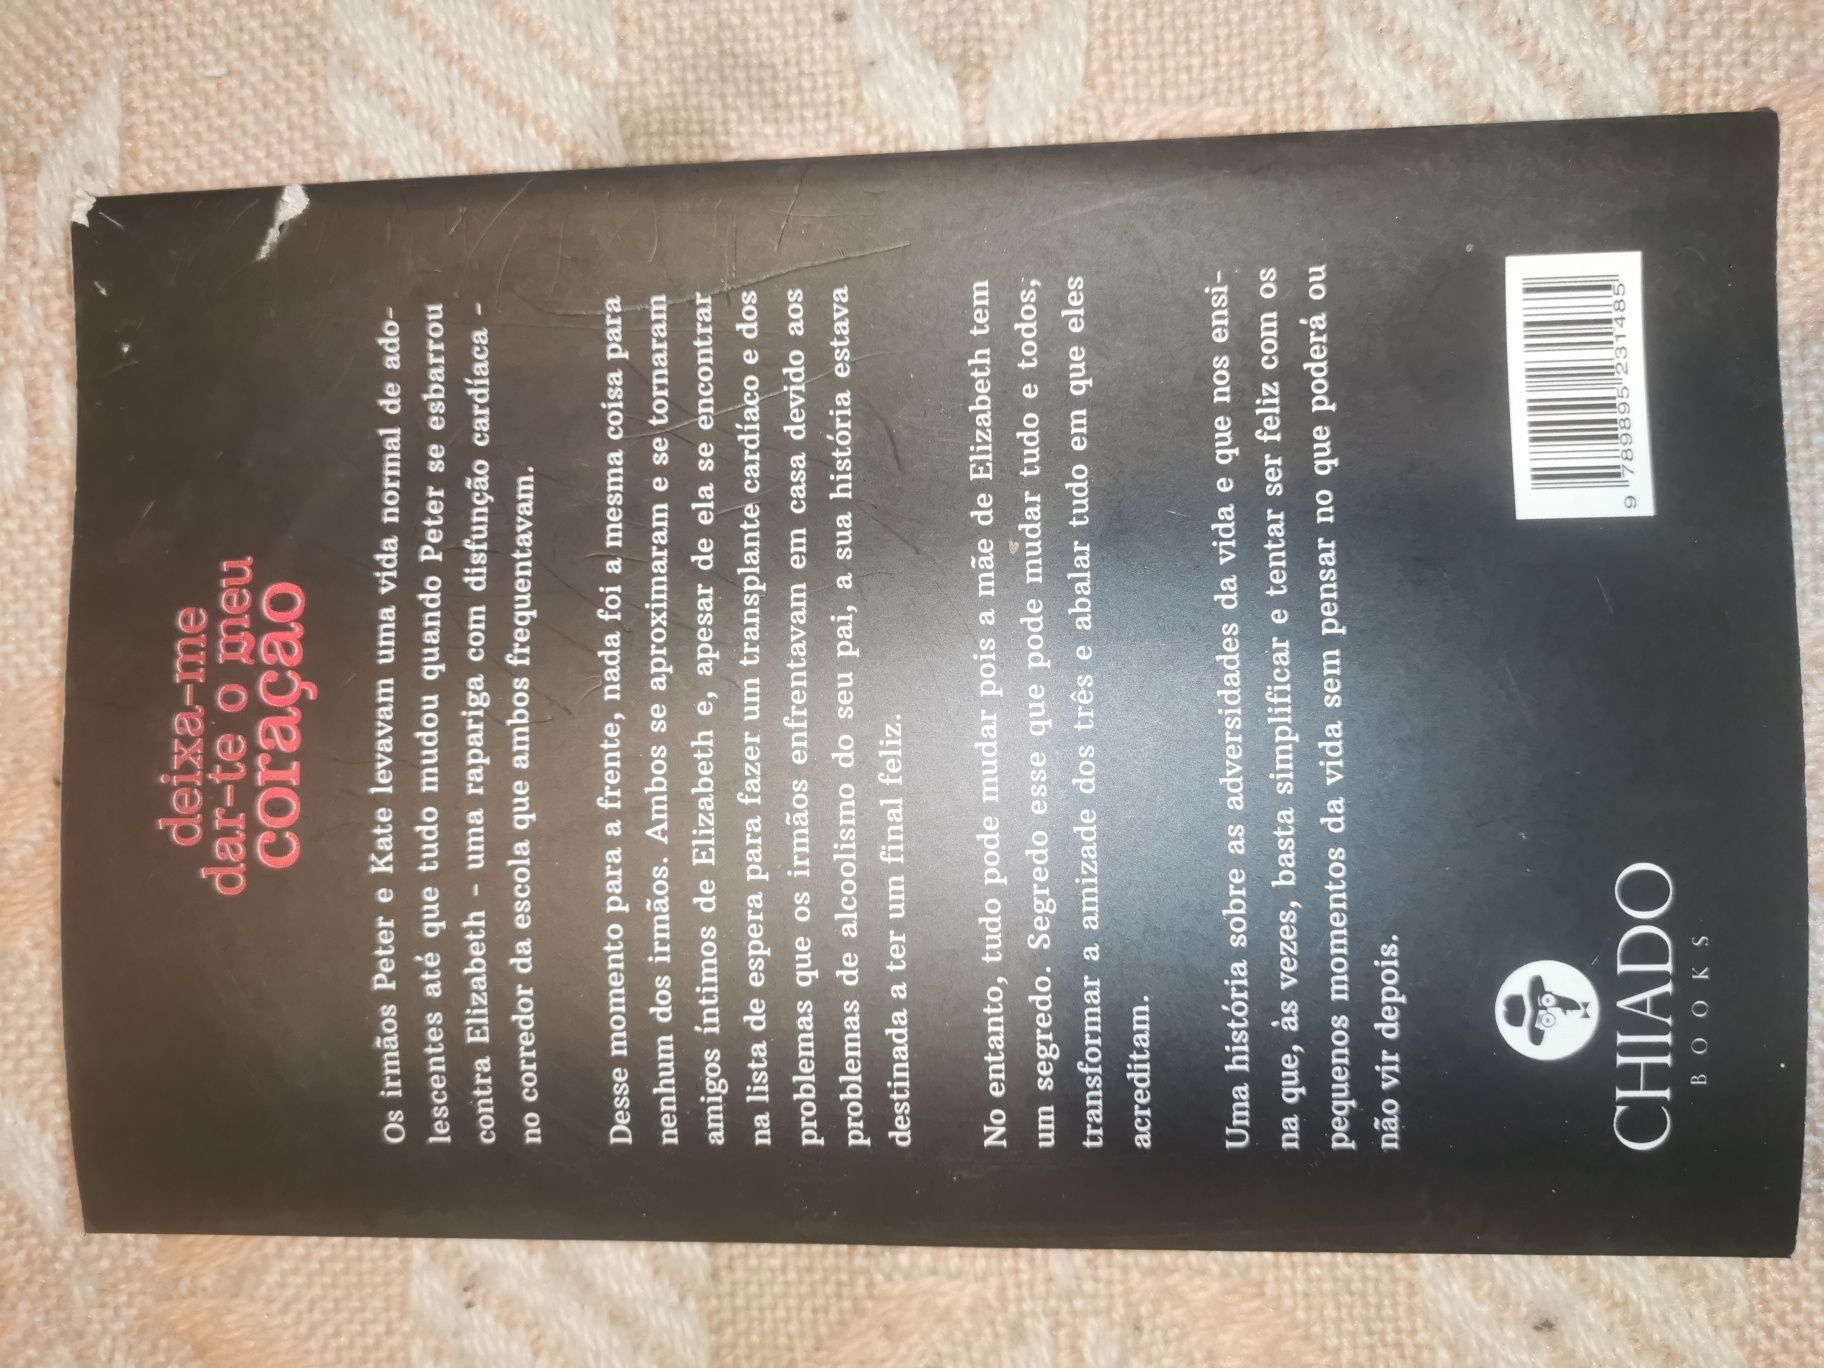 deixa-me
dar-te o meu
coração
Os irmãos Peter e Kate levavam uma vida normal de ado-
lescentes até que tudo mudou quando Peter se esbarrou
contra Elizabeth - uma rapariga com disfunção cardíaca -
no corredor da escola que ambos frequentavam.
Desse momento para a frente, nada foi a mesma coisa para
nenhum dos irmãos. Ambos se aproximaram e se tornaram
amigos íntimos de Elizabeth e, apesar de ela se encontrar
na lista de espera para fazer um transplante cardíaco e dos
problemas que os irmãos enfrentavam em casa devido aos
problemas de alcoolismo do seu pai, a sua história estava
destinada a ter um final feliz.
No entanto, tudo pode mudar pois a mãe de Elizabeth tem
um segredo. Segredo esse que pode mudar tudo e todos,
transformar a amizade dos três e abalar tudo em que eles
acreditam.
Uma história sobre as adversidades da vida e que nos ensi-
na que, às vezes, basta simplificar e tentar ser feliz com os
pequenos momentos da vida sem pensar no que poderá ou
não vir depois.
CHIADO
BOOKS
9 789895 231485